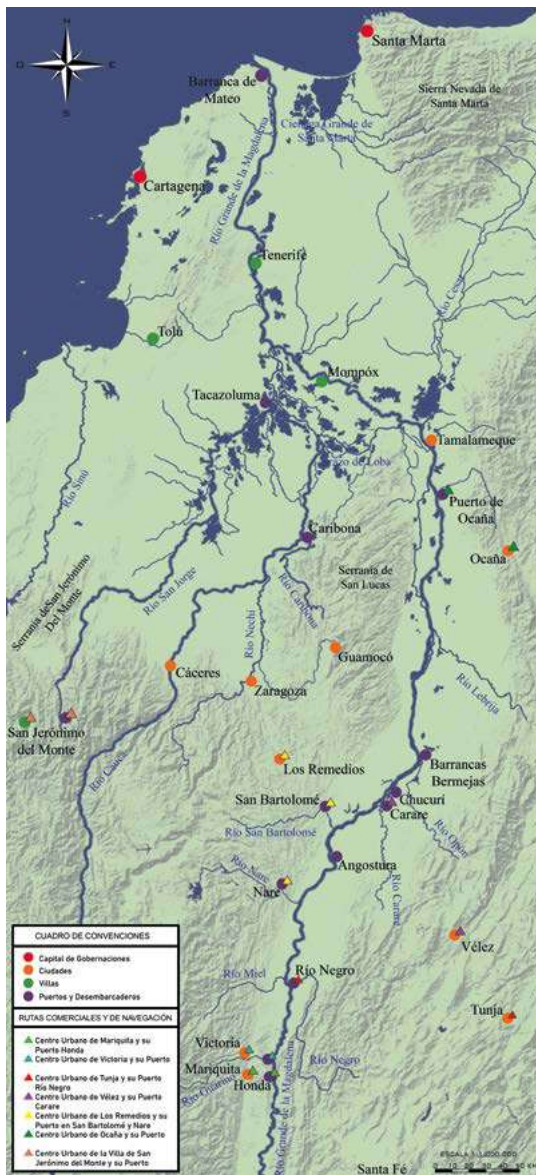 Santa Marta
Sierra Nevada de
Santa Marta
Barranca de
Mateo
Cienaga Grande de
Santa Marta
N
E
S
Río Grande de la Magdalena
Cartagena
Tenerife
Río Cesar
Tolú
Mompóx
Tacazoluma
Tamalameque
Brazo de Loba
Río Sinú
Puerto de
Ocaña
Caribona
Ocaña
Serranía de
San Lucas
Serranía de San Jerónimo
Del Monte
Río San Jorge
Río Caribona
Río Nechí
Guamocó
Cáceres
Zaragoza
Río Lebrija
San Jerónimo
del Monte
Río Cauca
Los Remedios
Barrancas
Bermejas
San Bartolomé
Chucurí
Carare
Río San Bartolomé
Río Opón
Angostura
Río Carare
Río Nare
Nare
Vélez
Río Miel
Río Negro
Tunja
Victoria
Río Negro
Mariquita
Río Guarinó
Honda
Río Grande de la Magdalena
Santa Fé
CUADRO DE CONVENCIONES
Capital de Gobernaciones
Ciudades
Villas
Puertos y Desembarcaderos
RUTAS COMERCIALES Y DE NAVEGACIÓN
Centro Urbano de Mariquila y su
Puerto Honda
Centro Urbano de Victoria y su Puerto
Centro Urbano de Tunja y su Puerto
Río Negro
Centro Urbano de Vélez y su Puerto
Carare
Centro Urbano de Los Remedios y su
Puerto en San Bartolomé y Nare
Centro Urbano de Ocaña y su Puerto
Centro Urbano de la Villa de San
Jerónimo del Monte y su Puerto